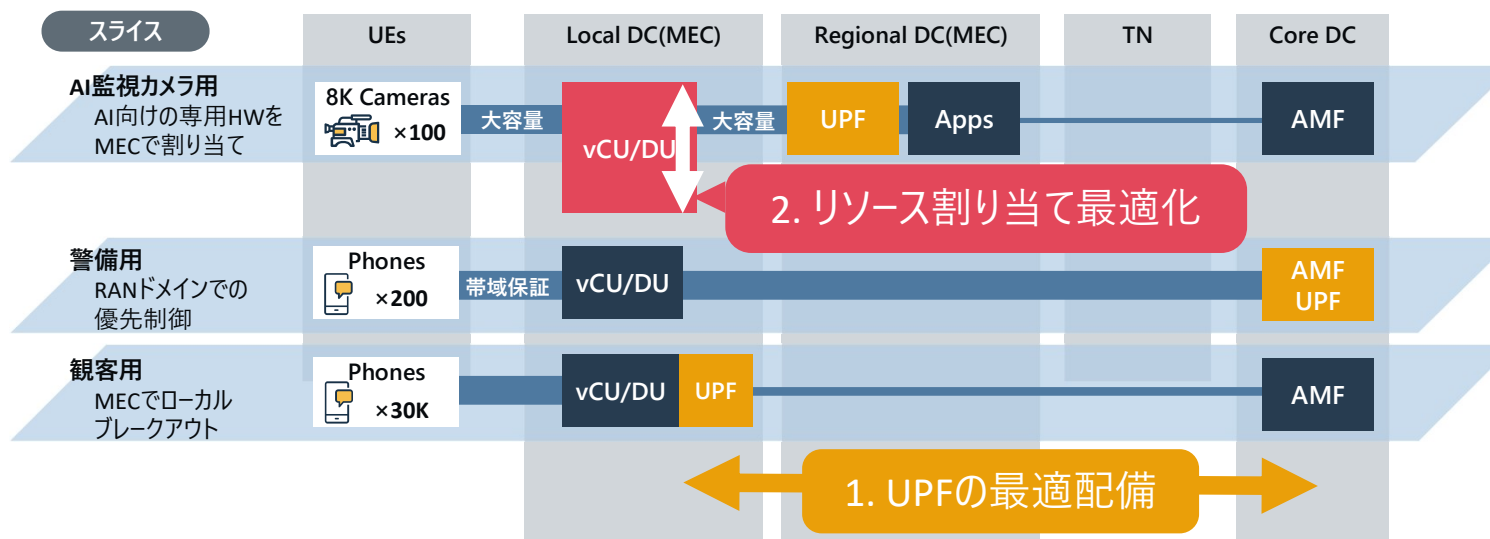 スライス
UEs
Local DC(MEC)
Regional DC(MEC)
TN
Core DC
AI監視カメラ用
AI向けの専用HWを
MECで割り当て
8K Cameras
×100
大容量
vCU/DU
大容量
UPF
Apps
AMF
2. リソース割り当て最適化
警備用
RANドメインでの
優先制御
Phones
×200
帯域保証
vCU/DU
AMF
UPF
観客用
MECでローカル
ブレークアウト
Phones
×30K
vCU/DU
UPF
AMF
1. UPFの最適配備